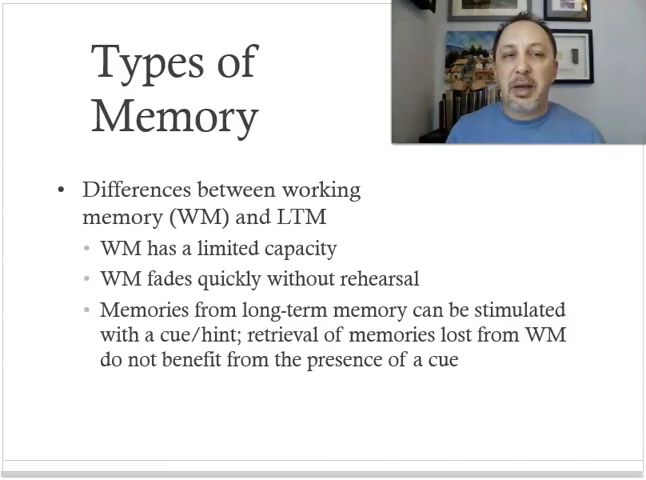 Types of
Memory
• Differences between working
memory (WM) and LTM
• WM has a limited capacity
• WM fades quickly without rehearsal
• Memories from long-term memory can be stimulated
with a cue/hint; retrieval of memories lost from WM
do not benefit from the presence of a cue